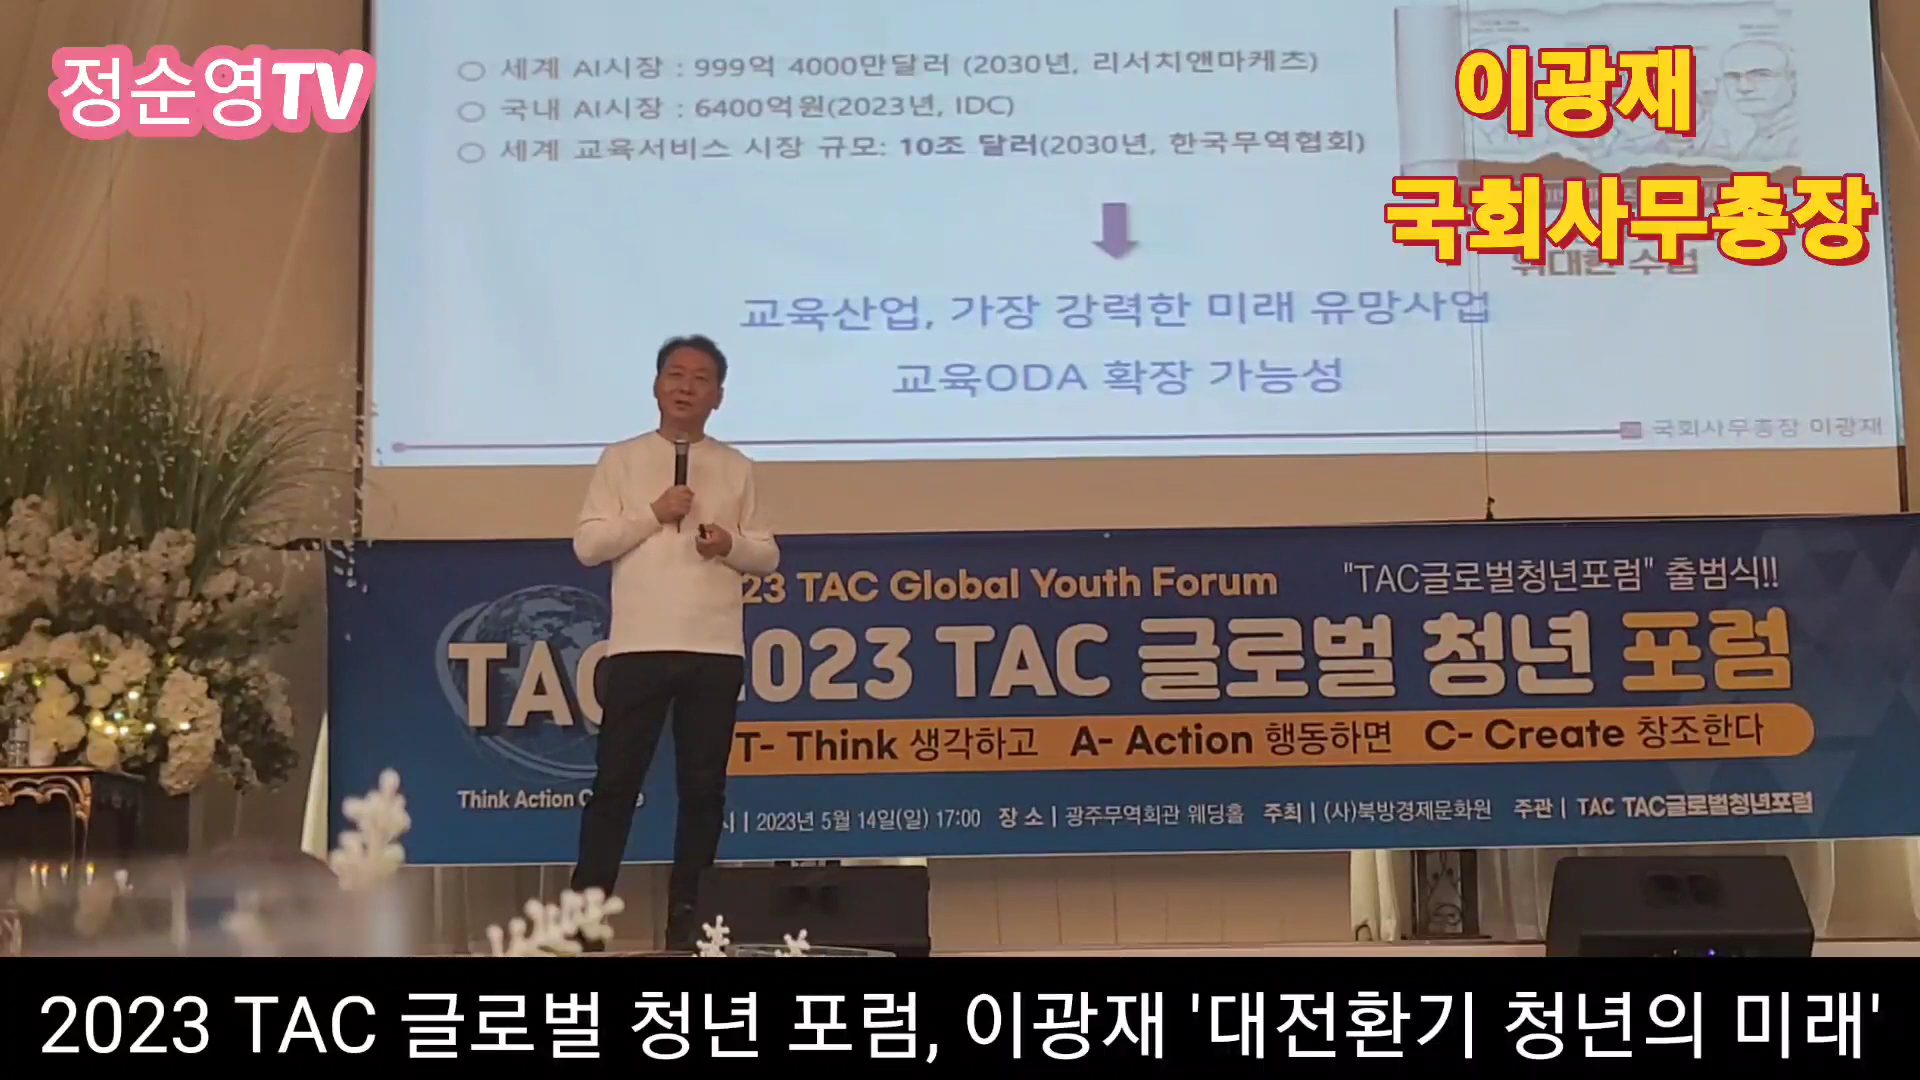 정순영TV
이광재
국회사무총장
○ 세계 AI시장 : 999억 4000만달러 (2030년, 리서치앤마케츠)
○ 국내 AI시장 : 6400억원(2023년, IDC)
○ 세계 교육서비스 시장 규모: 10조 달러(2030년, 한국무역협회)
위대한 수업
교육산업, 가장 강력한 미래 유망사업
교육ODA 확장 가능성
국회사무총장 이광재
23 TAC Global Youth Forum
"TAC글로벌청년포럼" 출범식!!
TAC
2023 TAC 글로벌 청년 포럼
T- Think 생각하고 A- Action 행동하면 C- Create 창조한다
Think Action
2023년 5월 14일(일) 17:00 장 소 | 광주무역회관 웨딩홀 주최 | (사)북방경제문화원 주관 | TAC TAC글로벌청년포럼
2023 TAC 글로벌 청년 포럼, 이광재 '대전환기 청년의 미래'